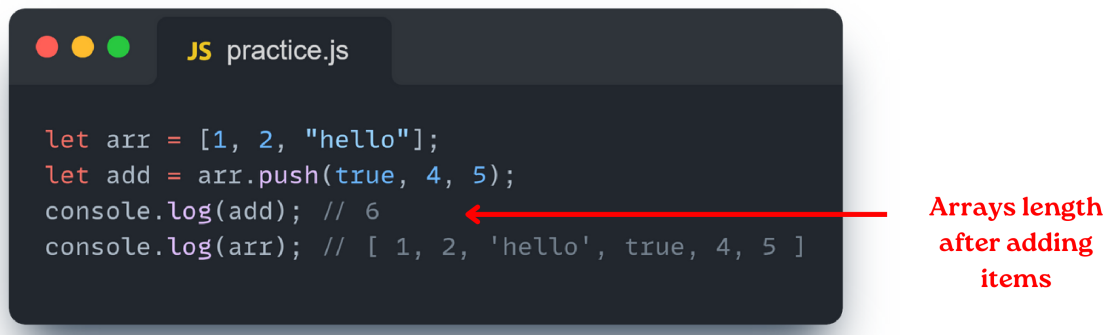 JS practice.js
let arr = [1, 2, "hello"];
let add = arr.push(true, 4, 5);
console.log(add); // 6
console.log(arr); // [ 1, 2, 'hello', true, 4, 5 ]
Arrays length
after adding
items